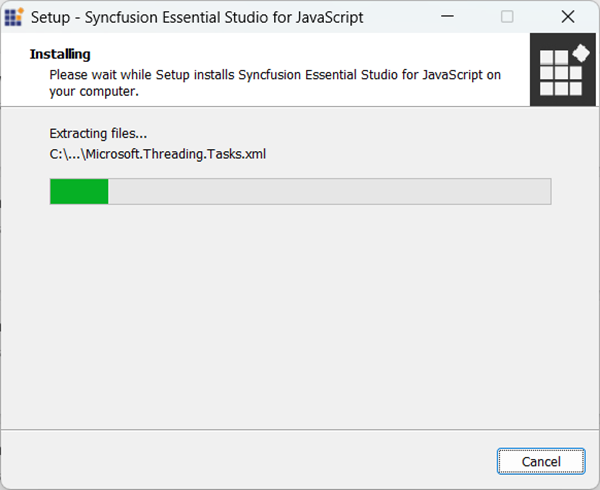 Setup - Syncfusion Essential Studio for JavaScript
Installing
Please wait while Setup installs Syncfusion Essential Studio for JavaScript on
your computer.
Extracting files...
C:\...\Microsoft.Threading.Tasks.xml
Cancel